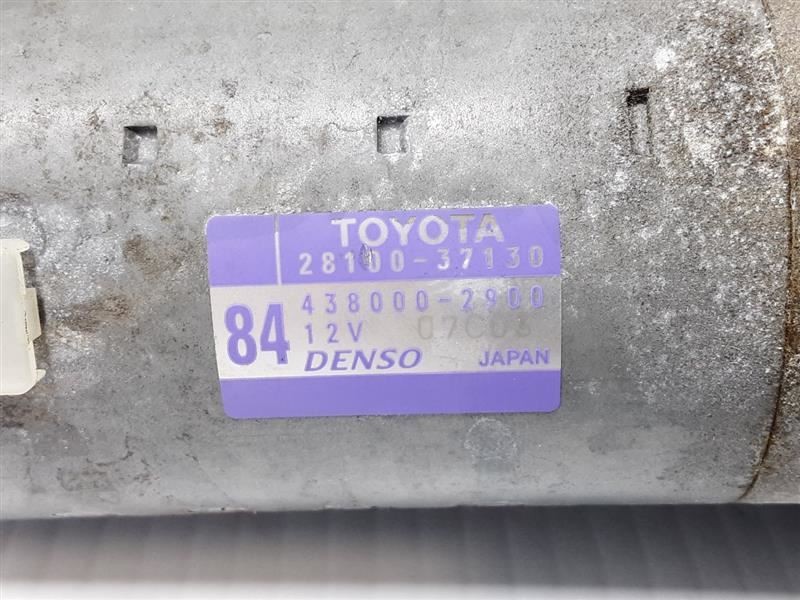 TOYOTA
28100-37130
84
438000-2900
12V 07C03
DENSO JAPAN